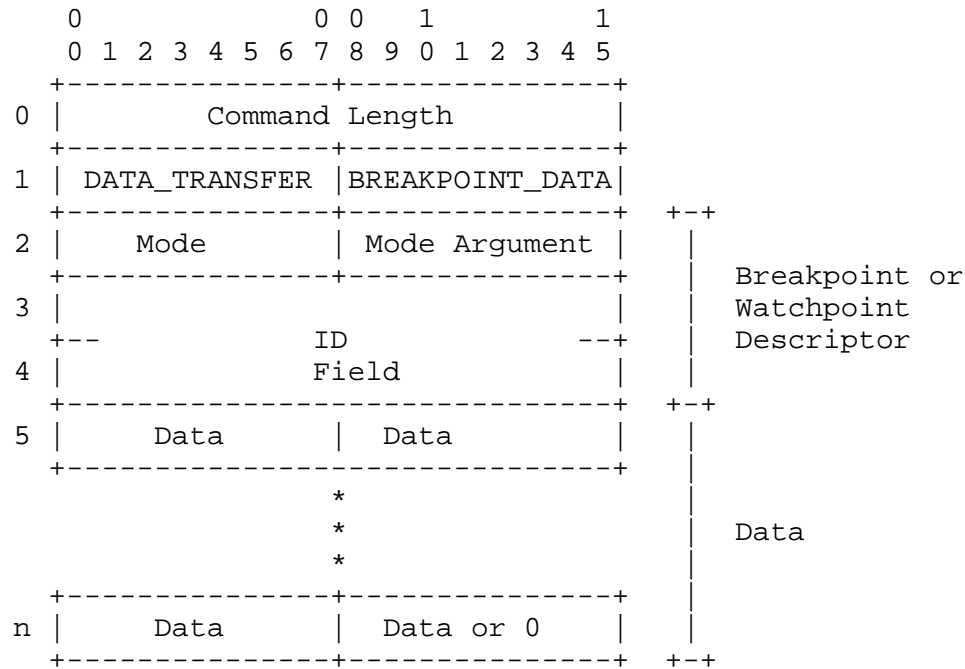 0 0 0 1 1
0 1 2 3 4 5 6 7 8 9 0 1 2 3 4 5
0 Command Length
1 DATA_TRANSFER BREAKPOINT_DATA
2 Mode Mode Argument
Breakpoint or
3 Watchpoint
ID Descriptor
4 Field
5 Data Data
*
* Data
*
n Data Data or 0